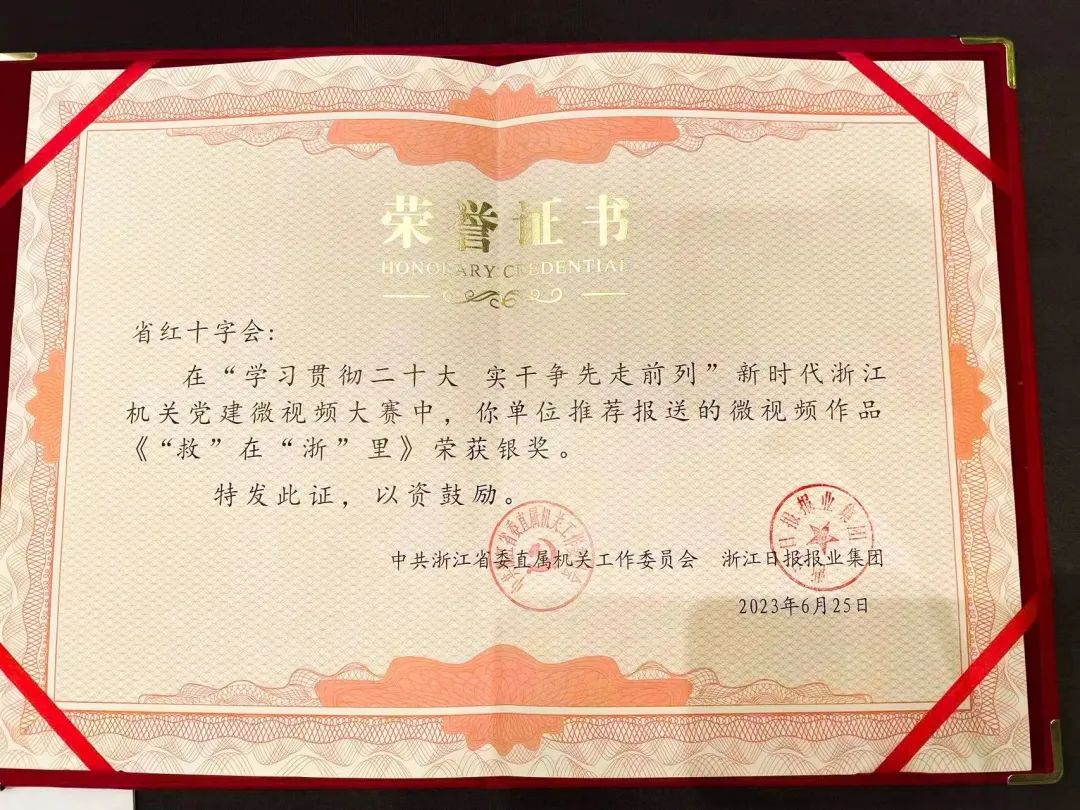 荣誉证书
HONORARY CREDENTIAL
省红十字会:
在“学习贯彻二十大 实干争先走前列”新时代浙江
机关党建微视频大赛中，你单位推荐报送的微视频作品
《“救”在“浙”里》荣获银奖。
特发此证，以资鼓励。
中共浙江省委直属机关工作委员会 浙江日报报业集团
2023年6月25日